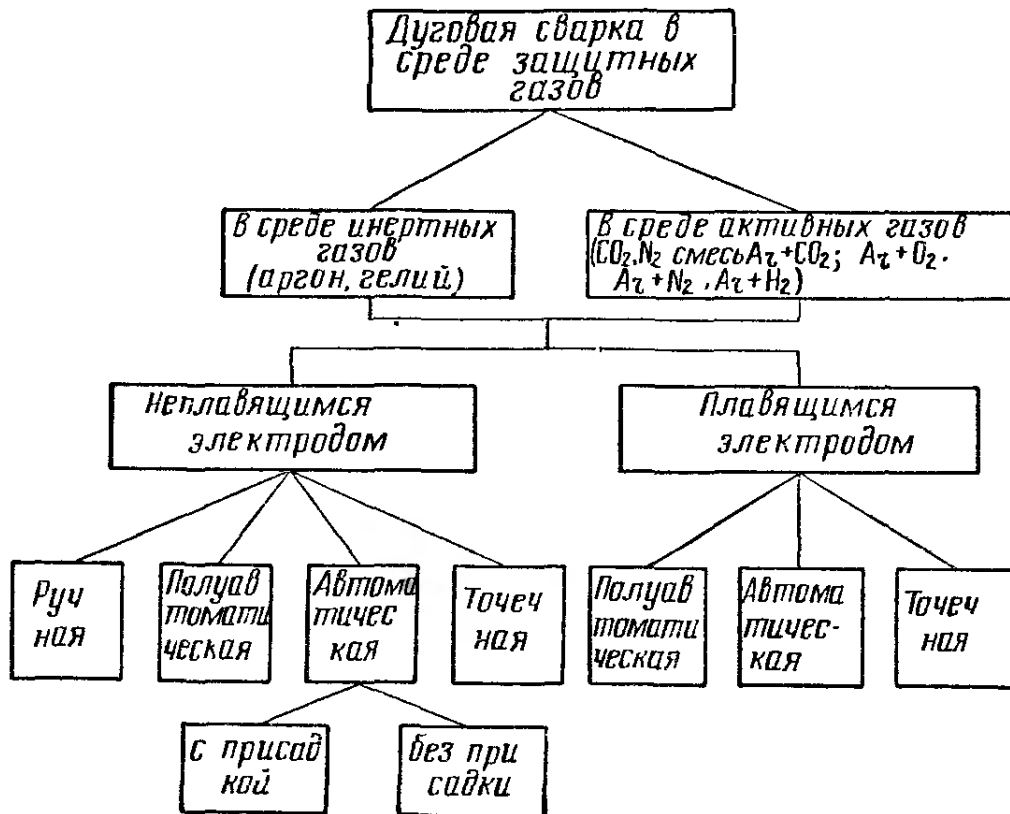 Дуговая сварка в
среде защитных
газов
В среде инертных
газов
(аргон, гелий)
В среде активных газов
(CO₂,N₂ смесь Ar+CO₂; Ar+O₂.
Ar+N₂ . Ar+H₂)
Неплавящимся
электродом
Плавящимся
электродом
Руч
ная
Полуав
томати
ческая
Автома
тичес
кая
Точеч
ная
Полуав
томати
ческая
Автома
тичес-
кая
Точеч
ная
с присад
кой
без при
садки